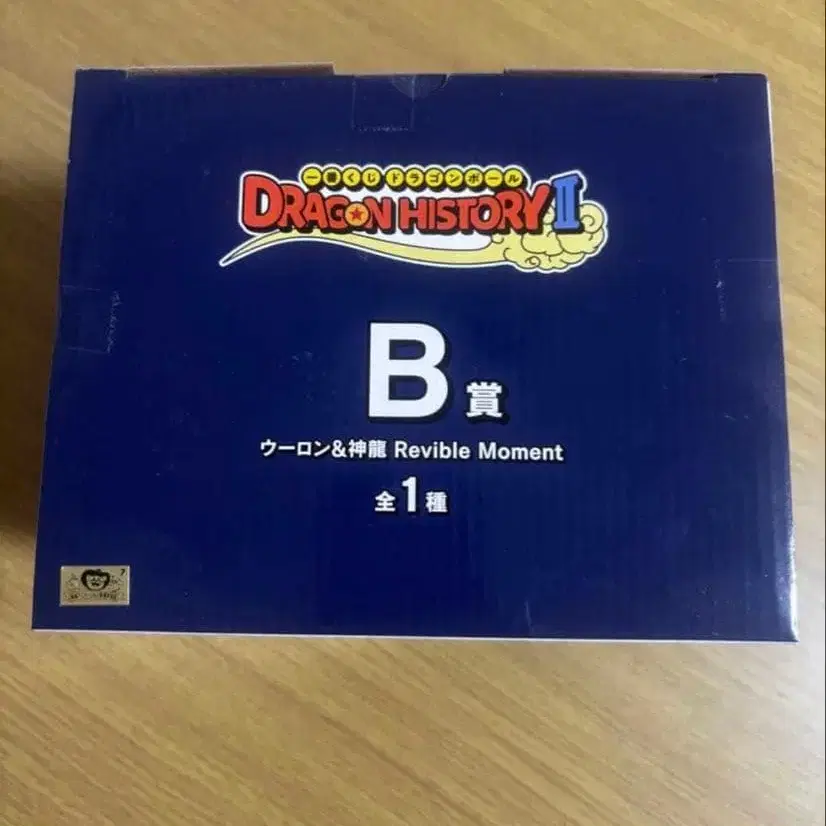 一番くじ ドラゴンボール
DRAGON HISTORY II
B賞
ウーロン&神龍 Revible Moment
全1種